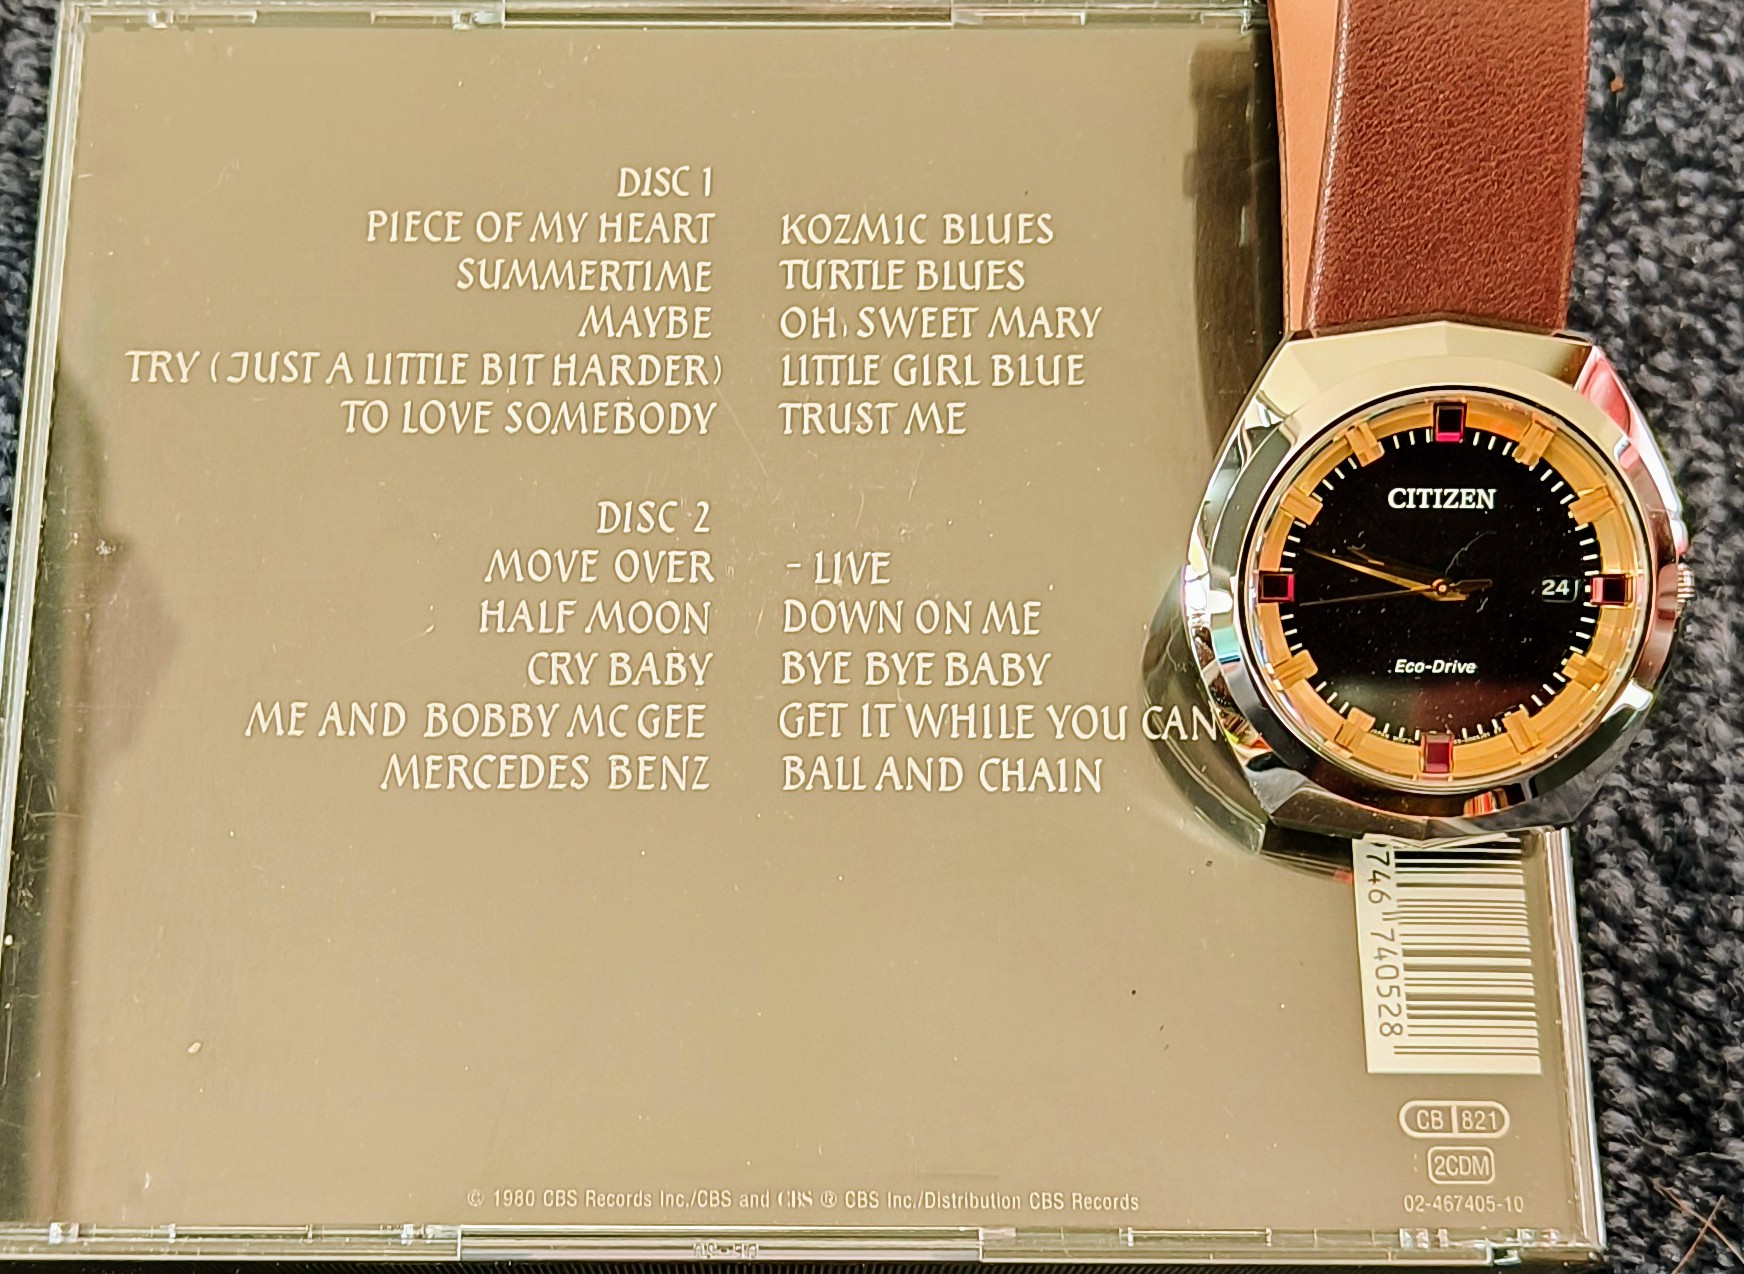 DISC 1
PIECE OF MY HEART
SUMMERTIME
MAYBE
TRY (JUST A LITTLE BIT HARDER)
TO LOVE SOMEBODY
KOZMIC BLUES
TURTLE BLUES
OH, SWEET MARY
LITTLE GIRL BLUE
TRUST ME
DISC 2
MOVE OVER
HALF MOON
CRY BABY
ME AND BOBBY MC GEE
MERCEDES BENZ
- LIVE
DOWN ON ME
BYE BYE BABY
GET IT WHILE YOU CAN
BALL AND CHAIN
CITIZEN
24
Eco-Drive
746 740528
CB 821
2CDM
02-467405-10
© 1980 CBS Records Inc./CBS and CBS ® CBS Inc./Distribution CBS Records